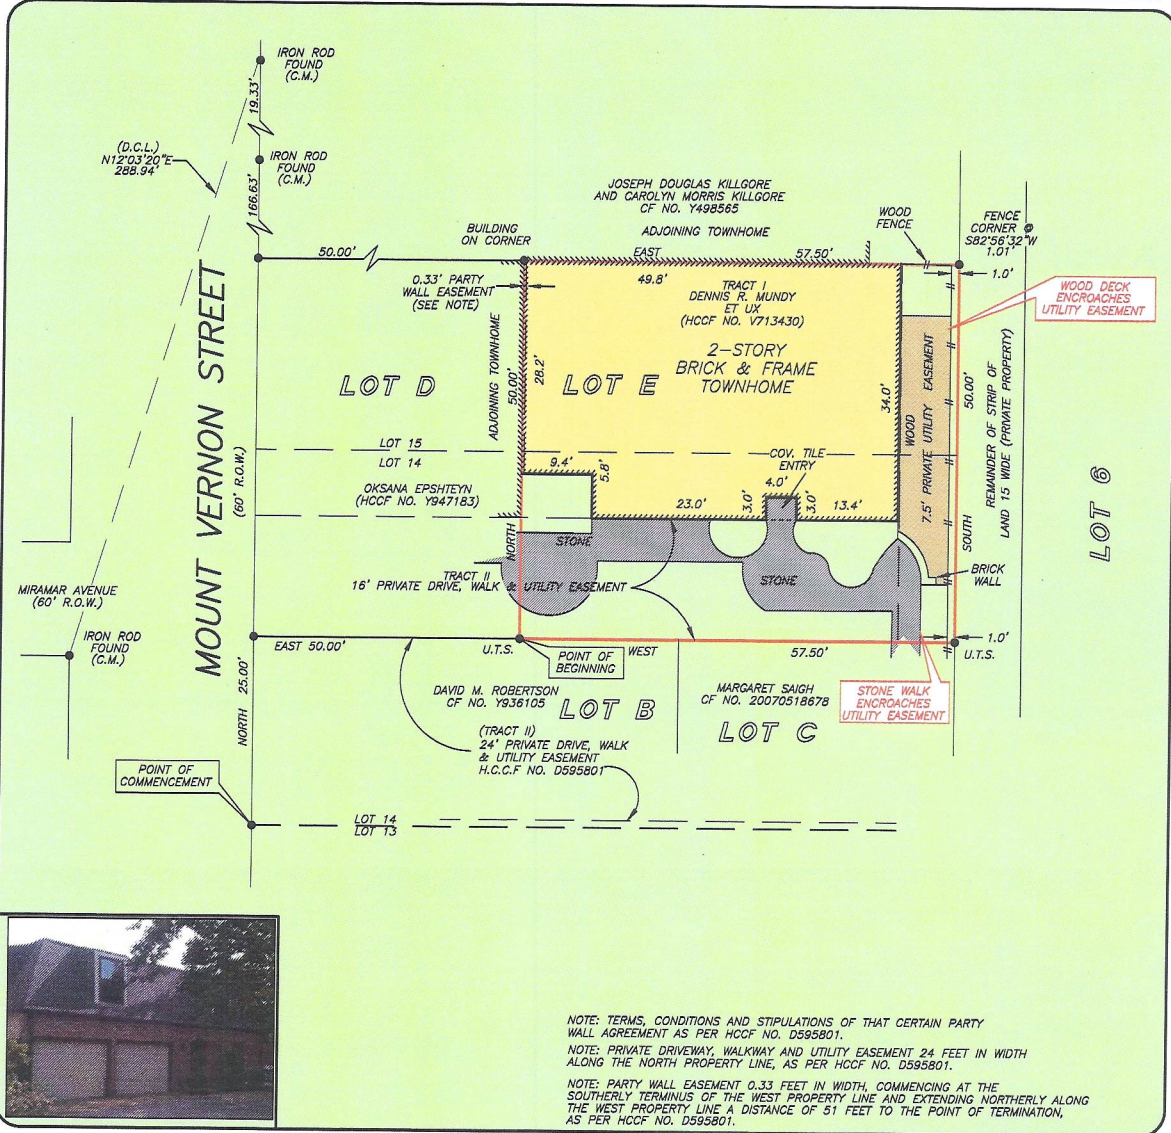 IRON ROD
FOUND
(C.M.)
19.33'
(D.C.L.)
N12°03'20"E
288.94'
IRON ROD
FOUND
(C.M.)
166.63'
JOSEPH DOUGLAS KILLGORE
AND CAROLYN MORRIS KILLGORE
CF NO. Y498565
ADJOINING TOWNHOME
WOOD
FENCE
FENCE
CORNER @
S82°56'32"W
1.01'
BUILDING
ON CORNER
50.00'
EAST
57.50'
1.0'
0.33' PARTY
WALL EASEMENT
(SEE NOTE)
49.8'
TRACT I
DENNIS R. MUNDY
ET UX
(HCCF NO. V713430)
WOOD DECK
ENCROACHES
UTILITY EASEMENT
2-STORY
BRICK & FRAME
TOWNHOME
MOUNT VERNON STREET
(60' R.O.W.)
LOT D
ADJOINING TOWNHOME
50.00'
28.2'
LOT E
34.0'
WOOD
7.5' PRIVATE UTILITY EASEMENT
50.00'
SOUTH
REMAINDER OF STRIP OF
LAND 15 WIDE (PRIVATE PROPERTY)
LOT 6
LOT 15
LOT 14
COV. TILE
ENTRY
9.4'
5.8'
4.0'
OKSANA EPSHTEYN
(HCCF NO. Y947183)
23.0'
3.0'
3.0'
13.4'
NORTH
STONE
STONE
BRICK
WALL
TRACT II
16' PRIVATE DRIVE, WALK & UTILITY EASEMENT
MIRAMAR AVENUE
(60' R.O.W.)
IRON ROD
FOUND
(C.M.)
EAST 50.00'
U.T.S.
POINT OF
BEGINNING
WEST
57.50'
1.0'
U.T.S.
NORTH 25.00'
DAVID M. ROBERTSON
CF NO. Y936105
LOT B
MARGARET SAIGH
CF NO. 20070518678
LOT C
STONE WALK
ENCROACHES
UTILITY EASEMENT
(TRACT II)
24' PRIVATE DRIVE, WALK
& UTILITY EASEMENT
H.C.C.F NO. D595801
POINT OF
COMMENCEMENT
LOT 14
LOT 13
NOTE: TERMS, CONDITIONS AND STIPULATIONS OF THAT CERTAIN PARTY
WALL AGREEMENT AS PER HCCF NO. D595801.
NOTE: PRIVATE DRIVEWAY, WALKWAY AND UTILITY EASEMENT 24 FEET IN WIDTH
ALONG THE NORTH PROPERTY LINE, AS PER HCCF NO. D595801.
NOTE: PARTY WALL EASEMENT 0.33 FEET IN WIDTH, COMMENCING AT THE
SOUTHERLY TERMINUS OF THE WEST PROPERTY LINE AND EXTENDING NORTHERLY ALONG
THE WEST PROPERTY LINE A DISTANCE OF 51 FEET TO THE POINT OF TERMINATION,
AS PER HCCF NO. D595801.